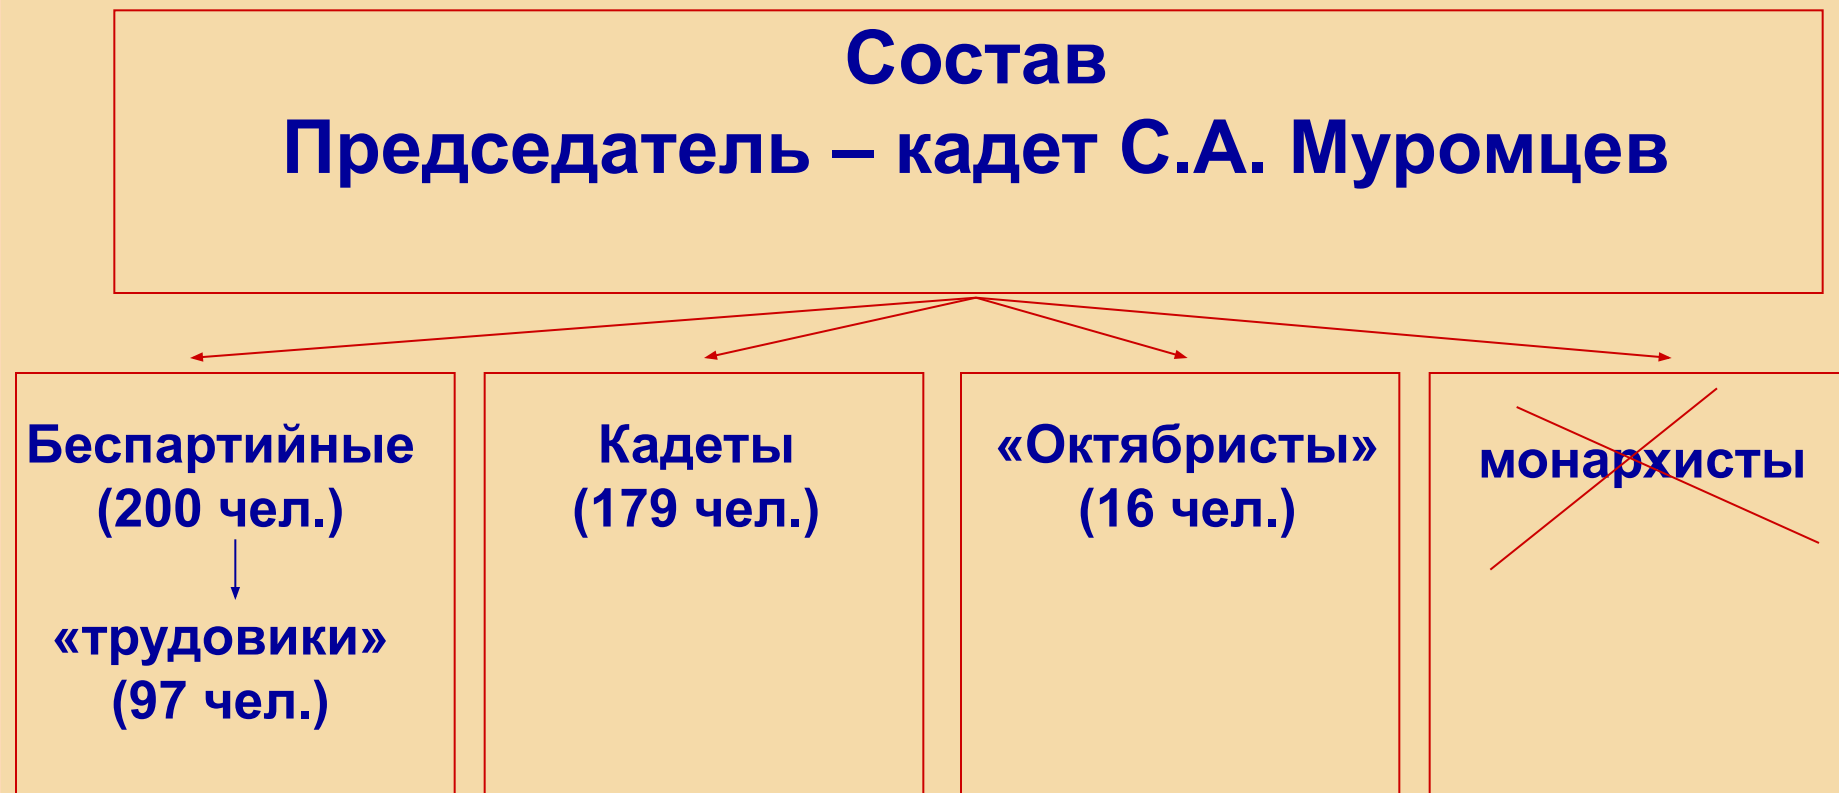 Состав
Председатель – кадет С.А. Муромцев
Беспартийные
(200 чел.)
«трудовики»
(97 чел.)
Кадеты
(179 чел.)
«Октябристы»
(16 чел.)
монархисты